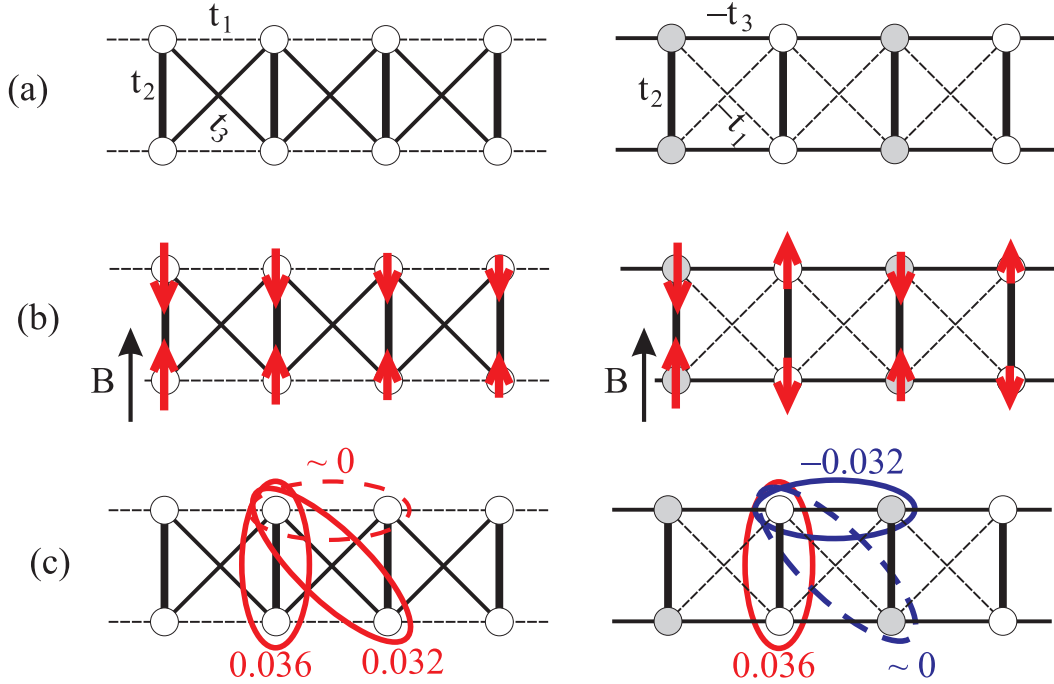 t₁
−t₃
(a)
t₂
t₃
t₂
−t₁
(b)
B
B
~ 0
−0.032
(c)
0.036
0.032
0.036
~ 0